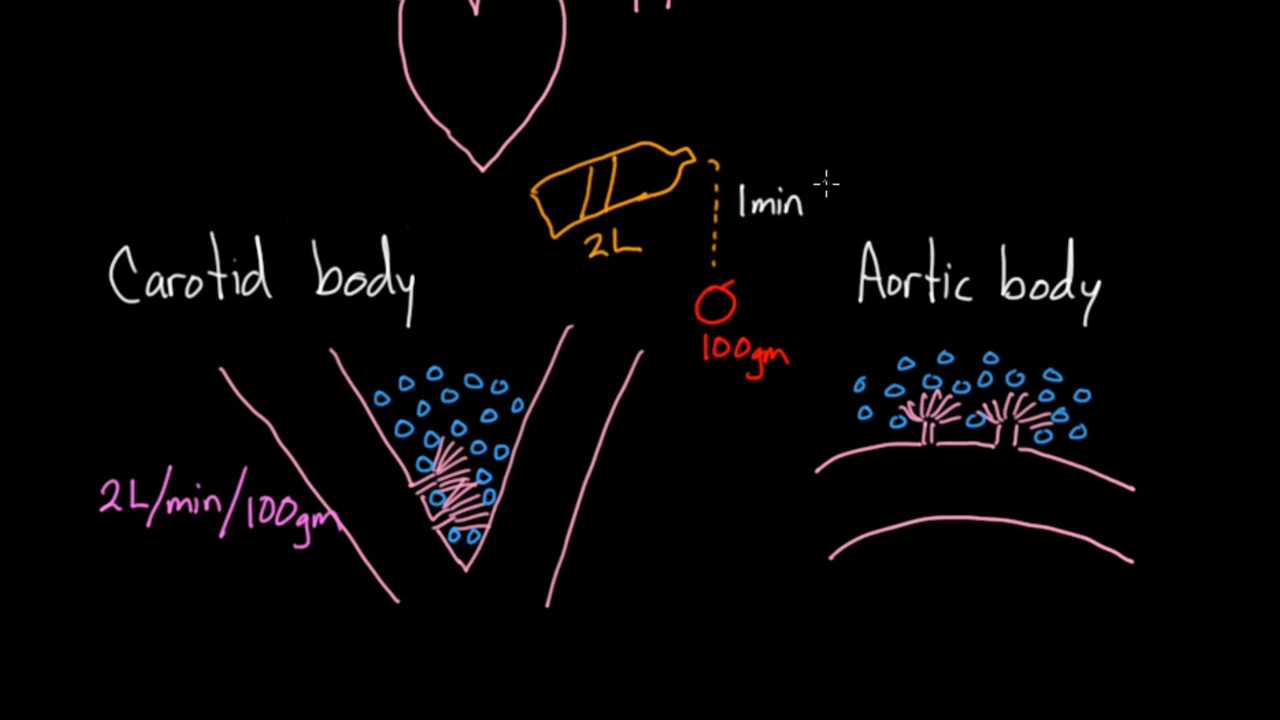 1min
2L
Carotid body
Aortic body
100gm
2L/min/100gm